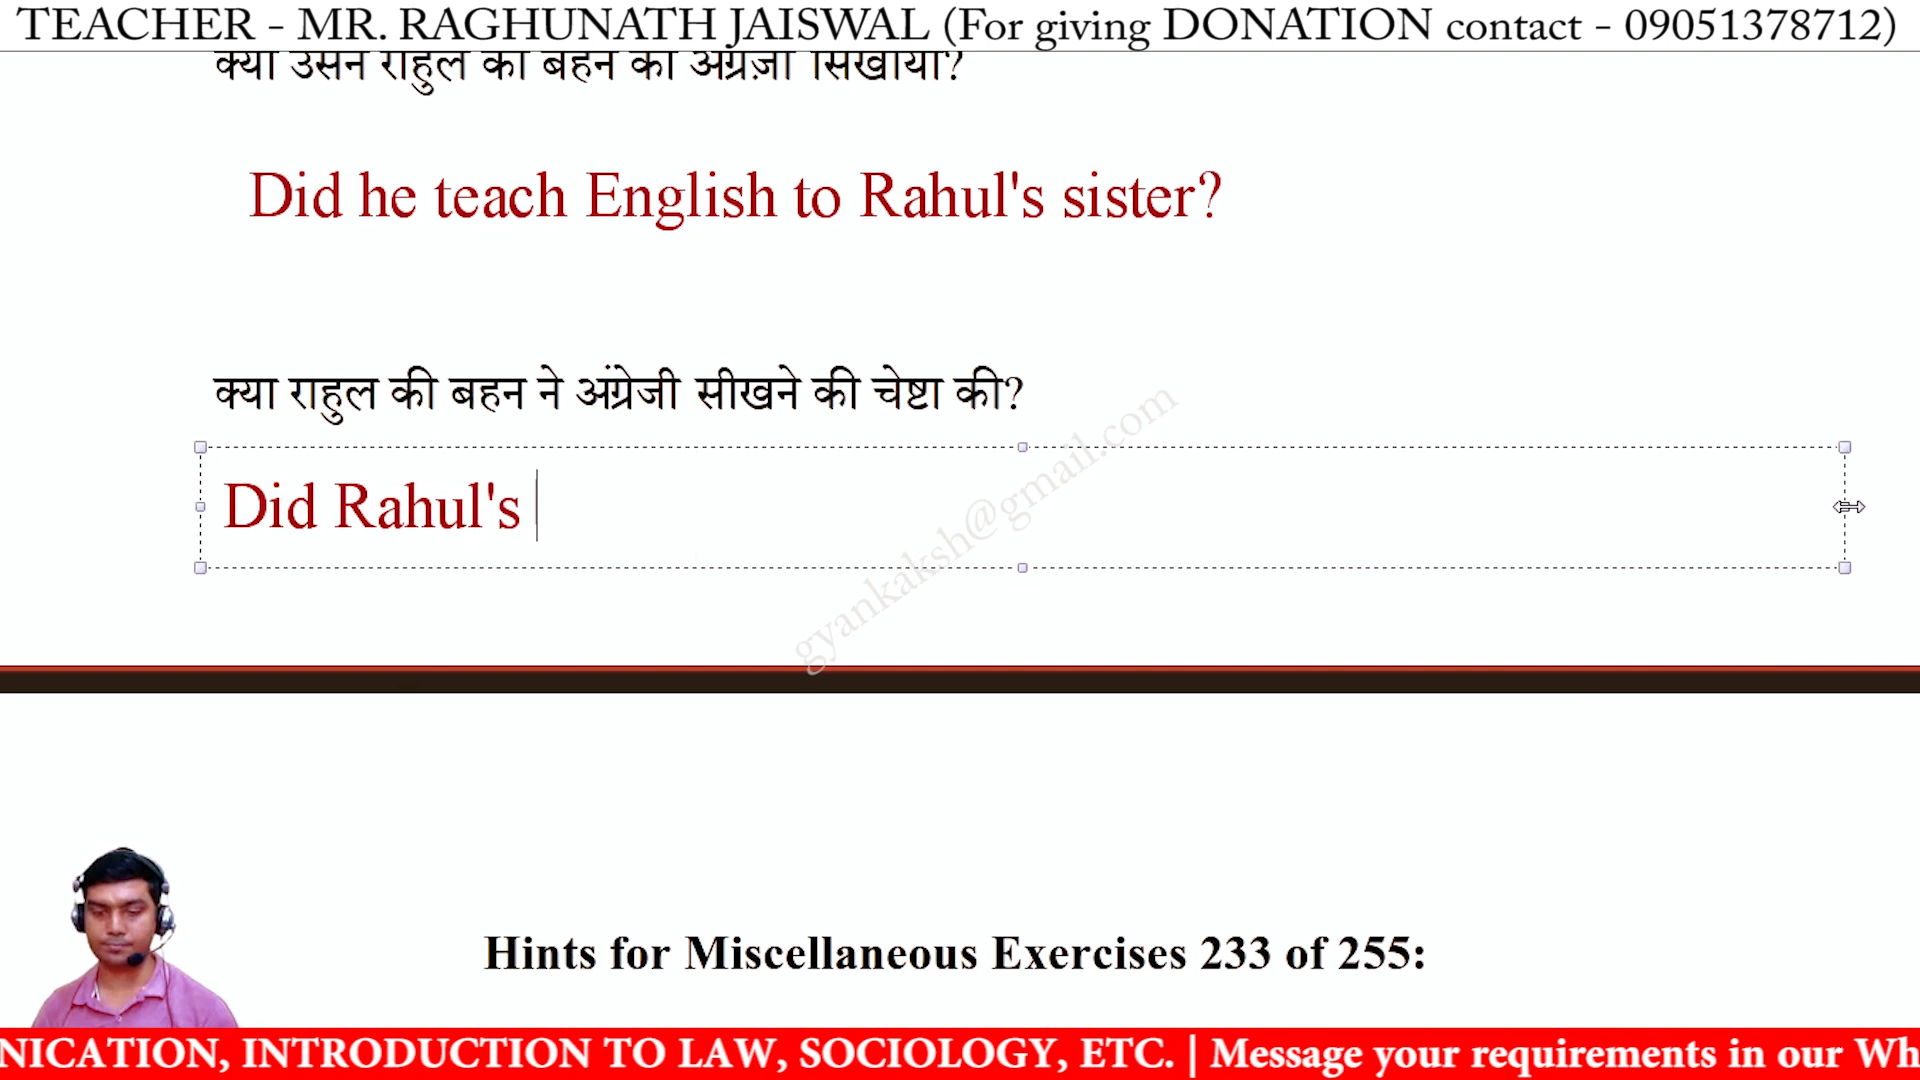 TEACHER - MR. RAGHUNATH JAISWAL (For giving DONATION contact - 09051378712)
क्या उसने राहुल की बहन को अंग्रेज़ी सिखाया?
Did he teach English to Rahul's sister?
क्या राहुल की बहन ने अंग्रेजी सीखने की चेष्टा की?
Did Rahul's
gyankaksh@gmail.com
Hints for Miscellaneous Exercises 233 of 255:
NICATION, INTRODUCTION TO LAW, SOCIOLOGY, ETC. | Message your requirements in our Wh